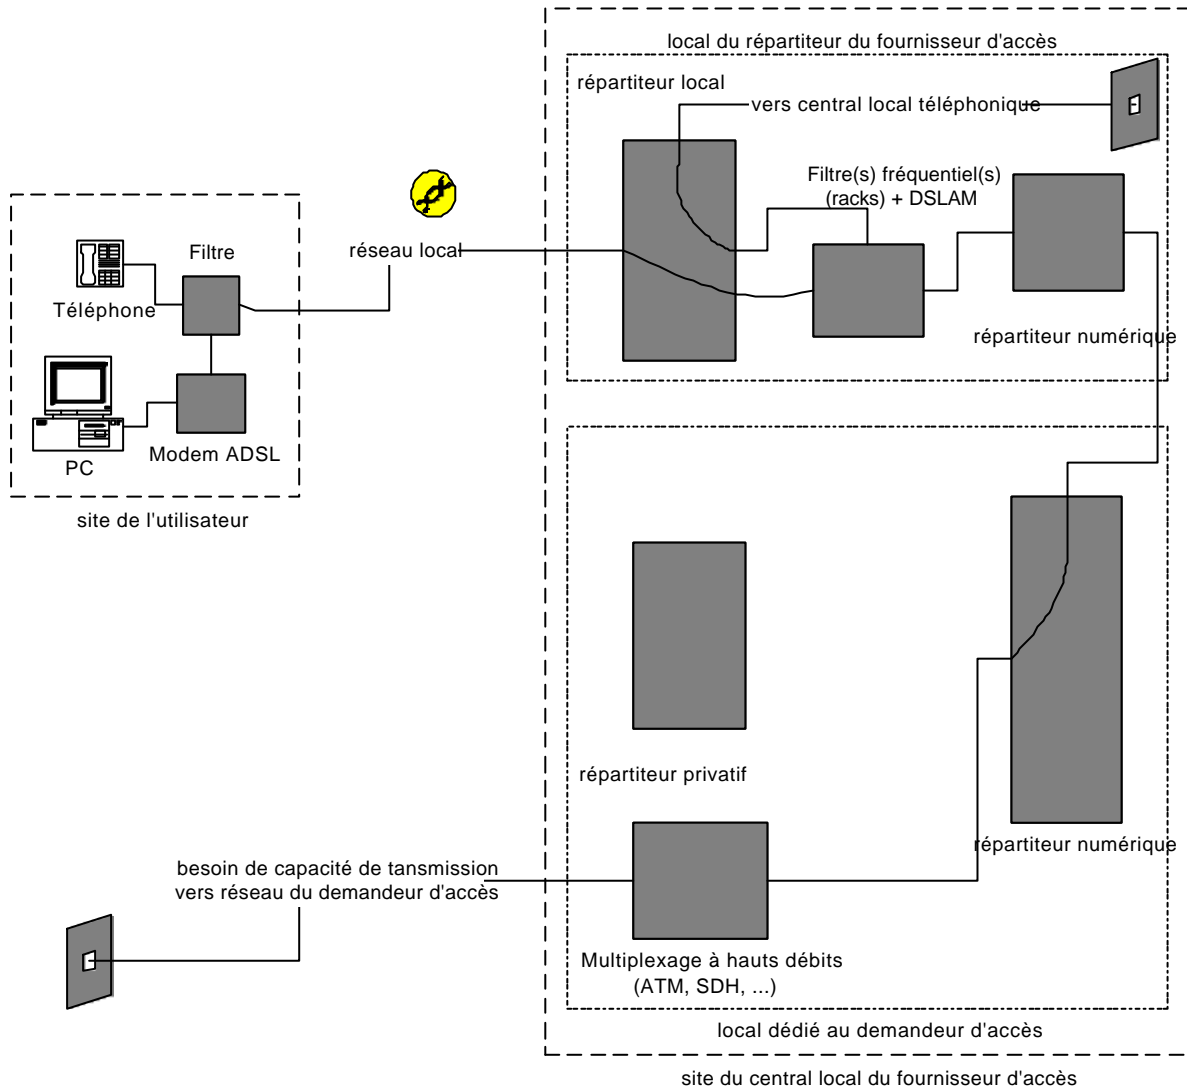 local du répartiteur du fournisseur d'accès
répartiteur local
vers central local téléphonique
Filtre(s) fréquentiel(s)
(racks) + DSLAM
Filtre
réseau local
Téléphone
répartiteur numérique
PC
Modem ADSL
site de l'utilisateur
répartiteur privatif
répartiteur numérique
besoin de capacité de tansmission
vers réseau du demandeur d'accès
Multiplexage à hauts débits
(ATM, SDH, ...)
local dédié au demandeur d'accès
site du central local du fournisseur d'accès